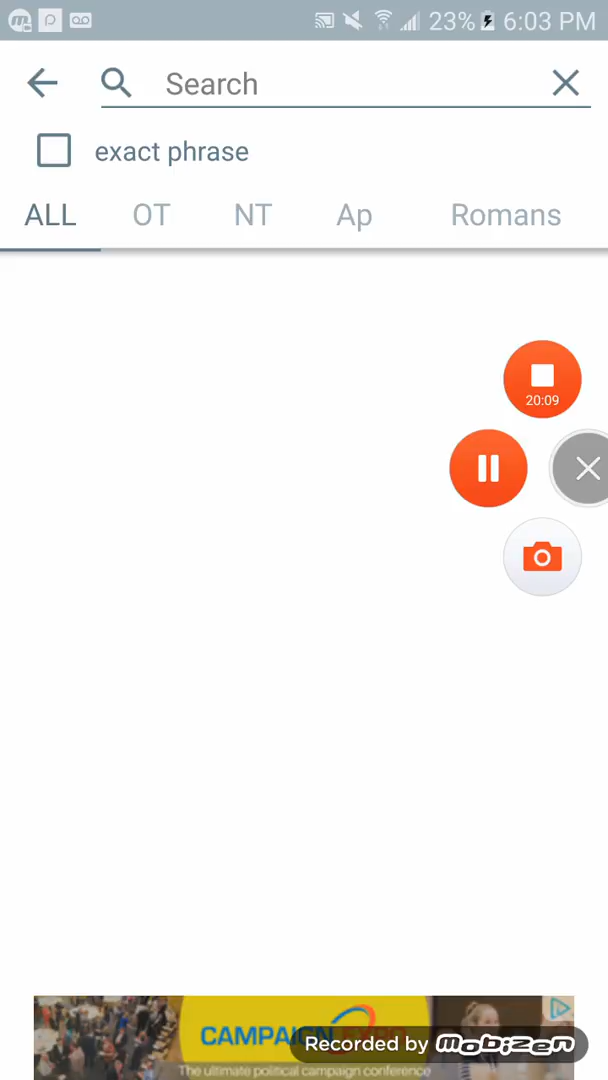 23% 6:03 PM
Search
exact phrase
ALL OT NT Ap Romans
20:09
CAMPAIGN
Recorded by mobizen
The ultimate political campaign conference